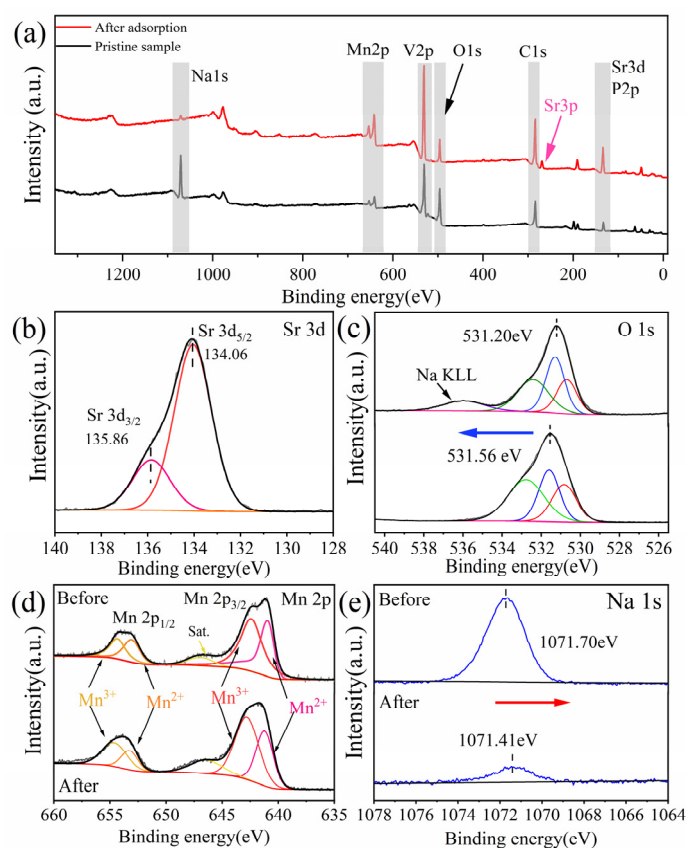 (a)
After adsorption
Pristine sample
Na1s
Mn2p
V2p
O1s
C1s
Sr3d
P2p
Sr3p
Intensity (a.u.)
1200 1000 800 600 400 200 0
Binding energy(eV)
(b)
Sr 3d
Sr 3d5/2
134.06
Sr 3d3/2
135.86
Intensity(a.u.)
140 138 136 134 132 130 128
Binding energy(eV)
(c)
O 1s
531.20eV
Na KLL
531.56 eV
Intensity(a.u.)
540 538 536 534 532 530 528 526
Binding energy(eV)
(d)
Before
Mn 2p3/2
Mn 2p
Mn 2p1/2
Sat.
Mn3+
Mn2+
Mn3+
Mn2+
After
Intensity(a.u.)
660 655 650 645 640 635
Binding energy(eV)
(e)
Before
Na 1s
1071.70eV
After
1071.41eV
Intensity(a.u.)
1078 1076 1074 1072 1070 1068 1066 1064
Binding energy(eV)